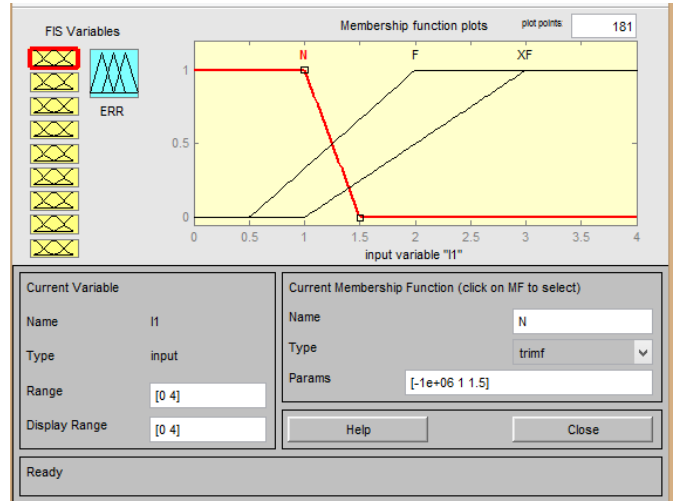 FIS Variables
Membership function plots
plot points:
181
ERR
N
F
XF
1
0.5
0
0
0.5
1
1.5
2
2.5
3
3.5
4
input variable "I1"
Current Variable
Name
I1
Type
input
Range
[0 4]
Display Range
[0 4]
Current Membership Function (click on MF to select)
Name
N
Type
trimf
Params
[-1e+06 1 1.5]
Help
Close
Ready